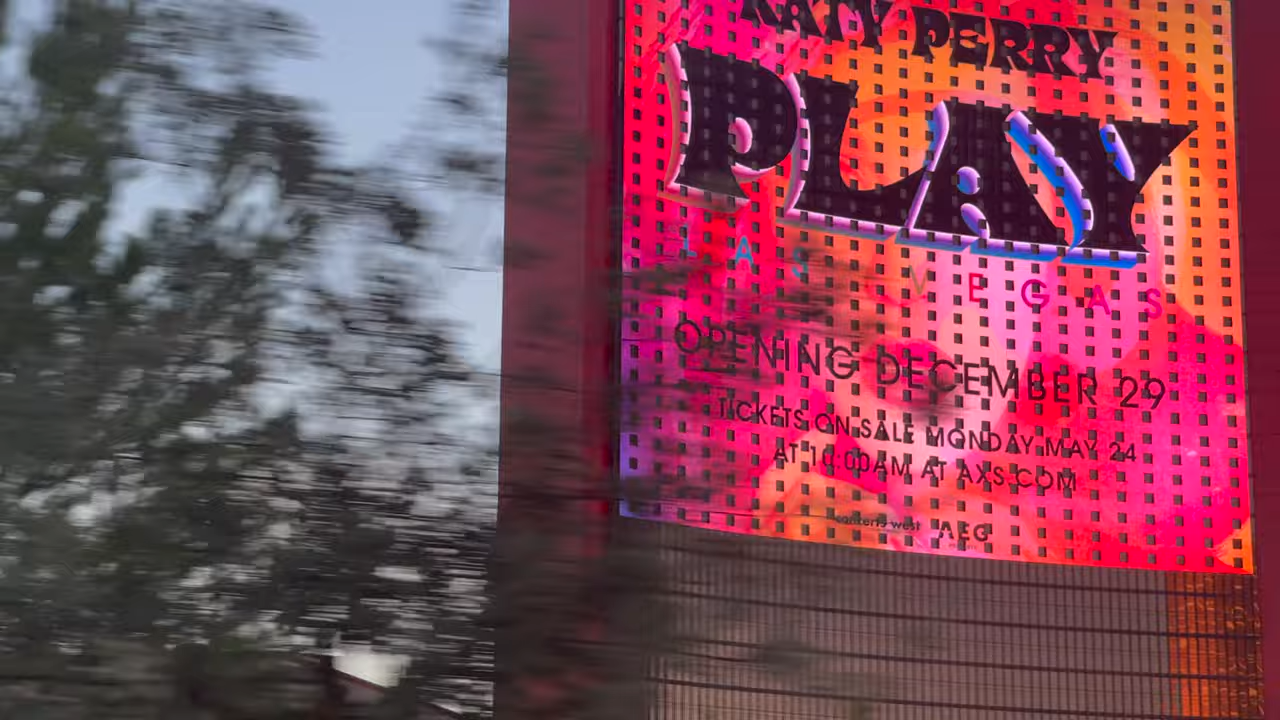 KATY PERRY
PLAY
LAS VEGAS
OPENING DECEMBER 29
TICKETS ON SALE MONDAY MAY 24
AT 10:00AM AT AXS.COM
concerts west AEG